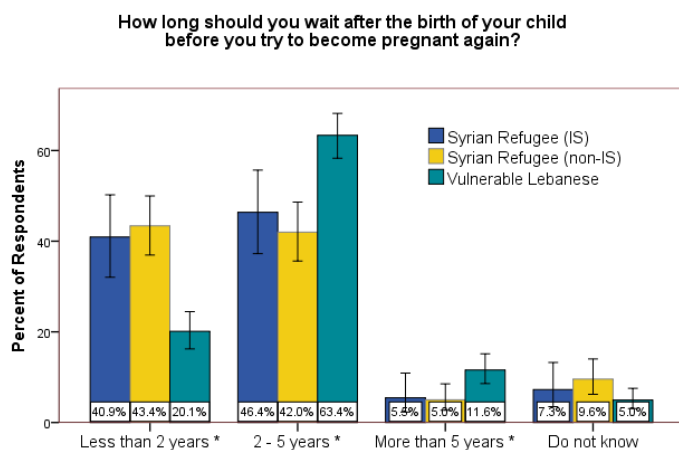 How long should you wait after the birth of your child
before you try to become pregnant again?
Percent of Respondents
60
40
20
0
Syrian Refugee (IS)
Syrian Refugee (non-IS)
Vulnerable Lebanese
40.9% 43.4% 20.1% 46.4% 42.0% 63.4% 5.0% 11.6% 7.3% 9.6% 5.0%
Less than 2 years * 2 - 5 years * More than 5 years * Do not know